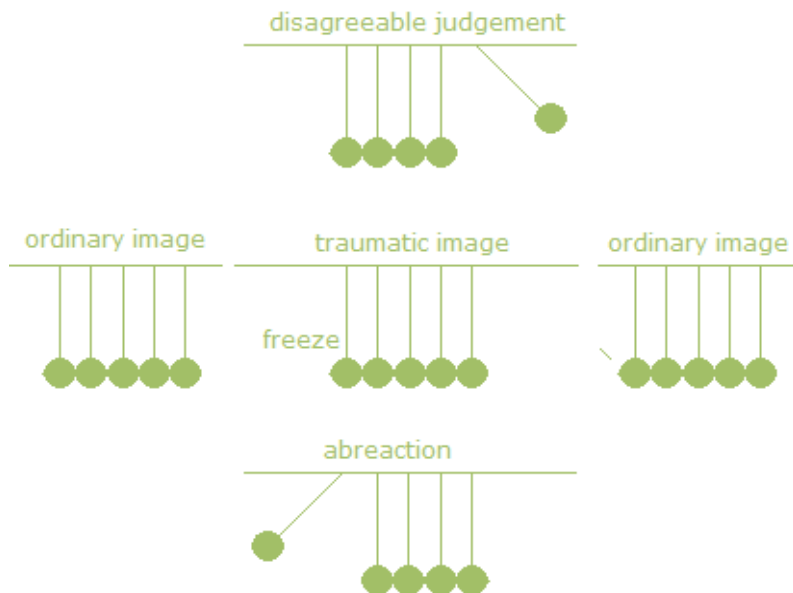 disagreeable judgement
ordinary image
traumatic image
ordinary image
freeze
abreaction